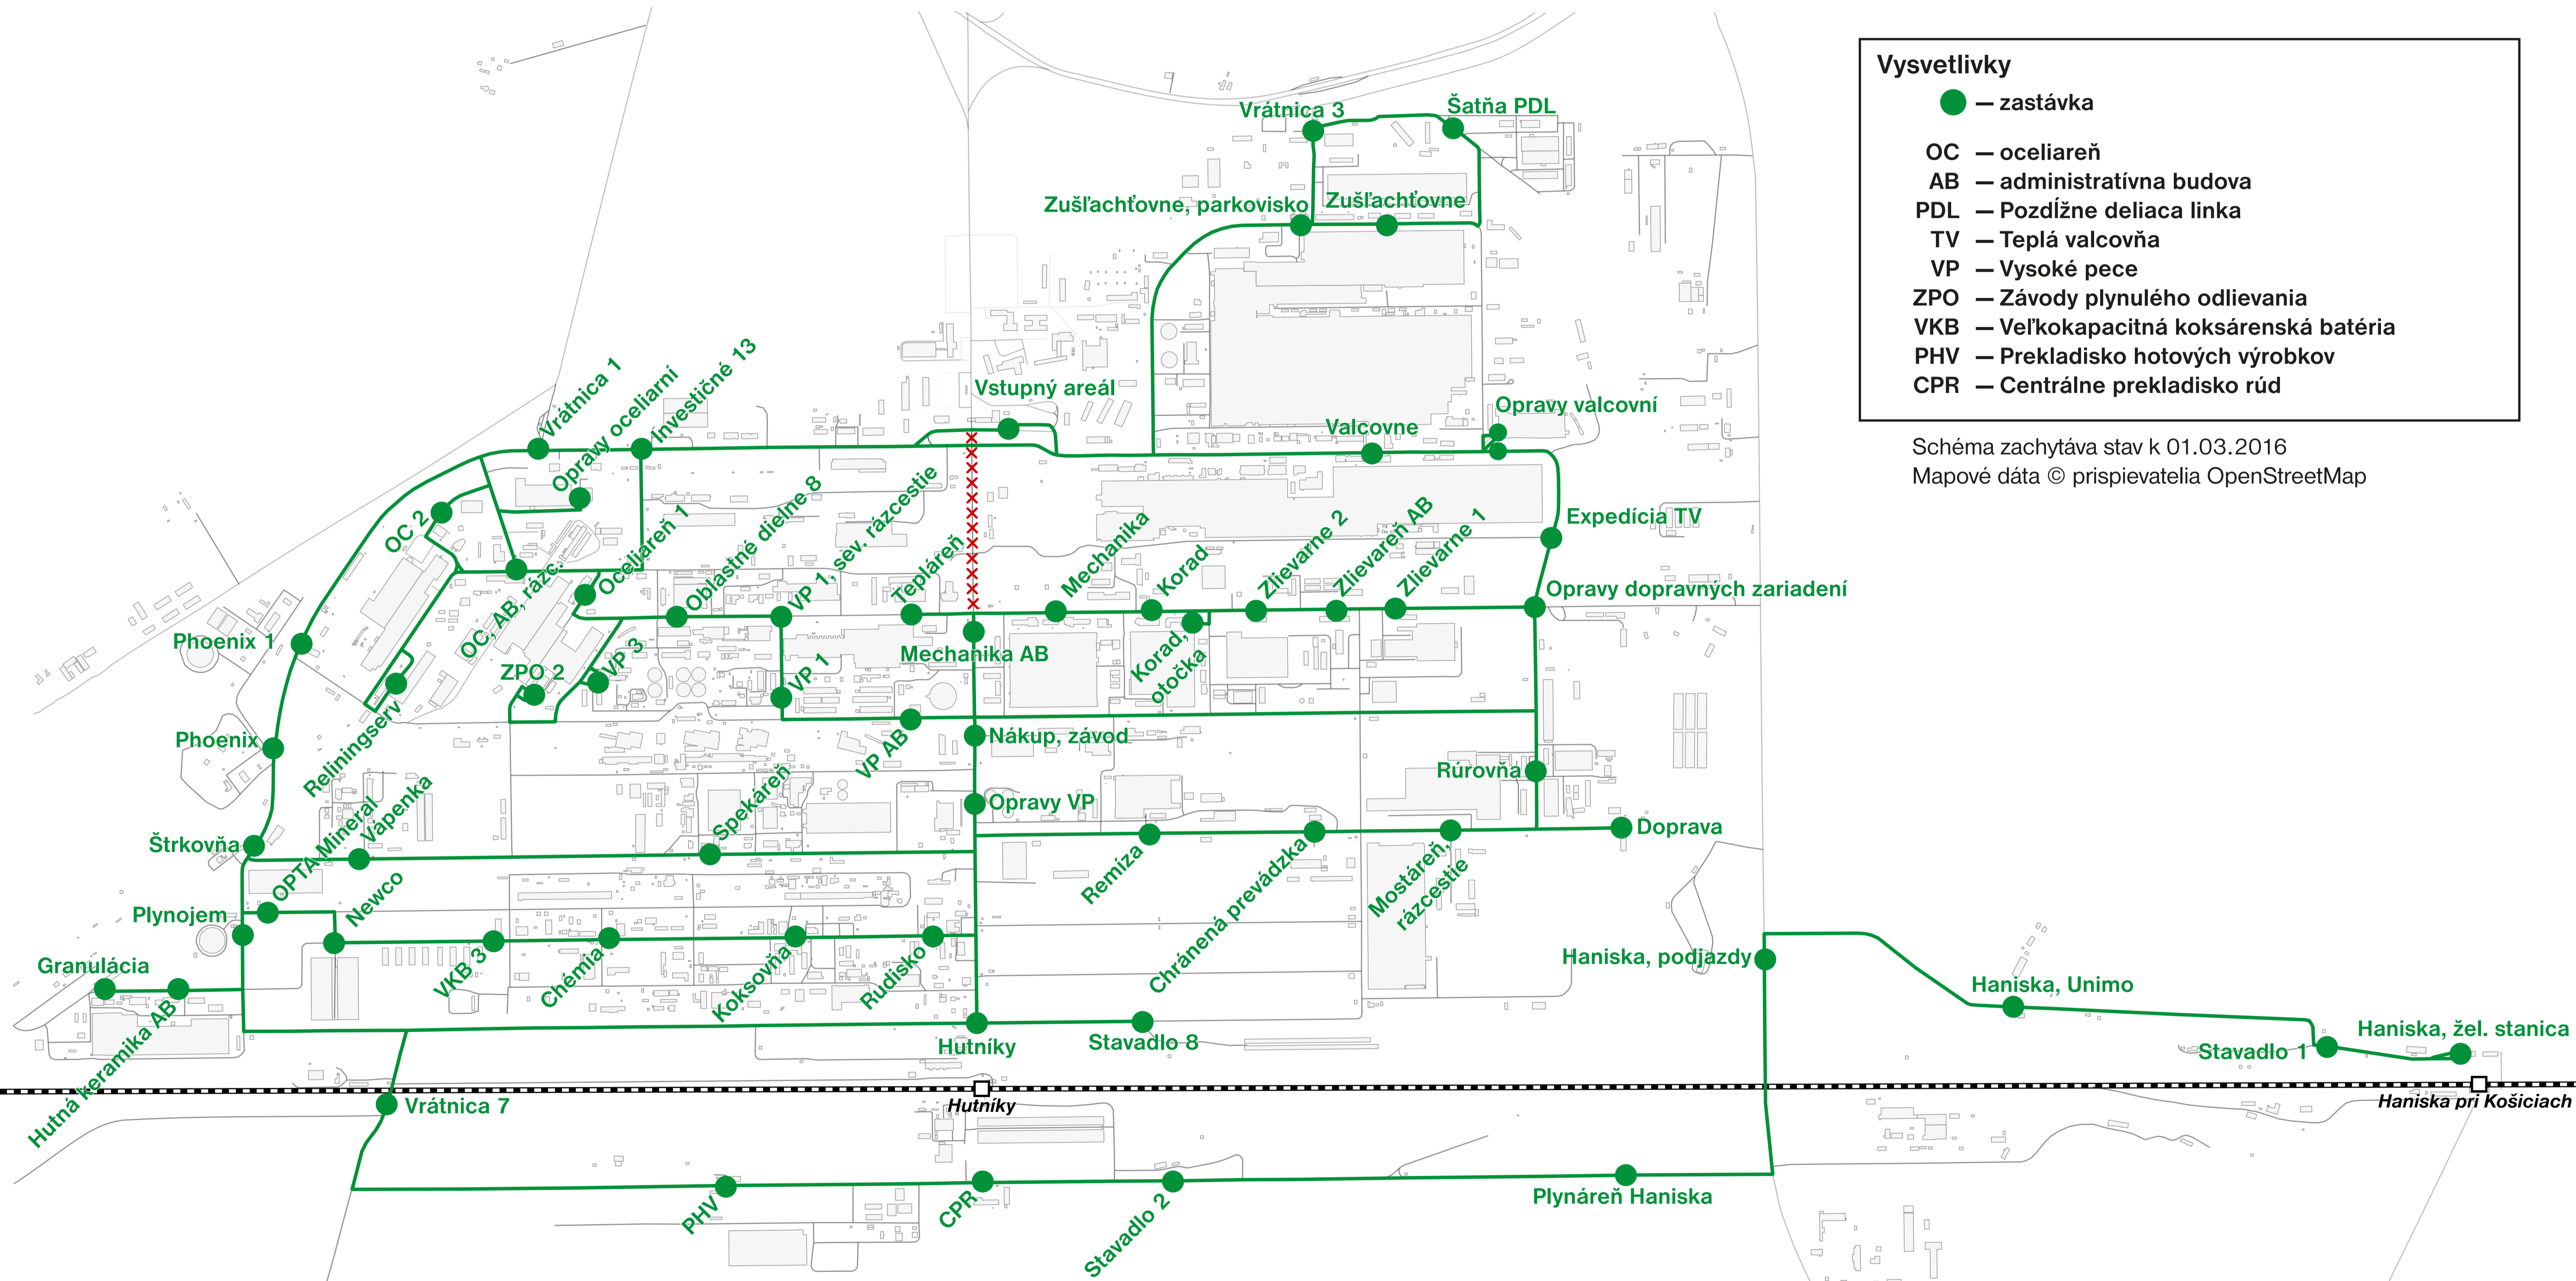 Vysvetlivky
— zastávka
OC — oceliareň
AB — administratívna budova
PDL — Pozdĺžne deliaca linka
TV — Teplá valcovňa
VP — Vysoké pece
ZPO — Závody plynulého odlievania
VKB — Veľkokapacitná koksárenská batéria
PHV — Prekladisko hotových výrobkov
CPR — Centrálne prekladisko rúd
Schéma zachytáva stav k 01.03.2016
Mapové dáta © prispievatelia OpenStreetMap
Vrátnica 3
Šatňa PDL
Zušľachťovne, parkovisko
Zušľachťovne
Vrátnica 1
Opravy oceliarní
Investičné 13
Vstupný areál
Valcovne
Opravy valcovní
OC 2
OC, AB, rázc.
Oceliareň 1
Oblastné dielne 8
VP 1, sev. rázcestie
Tepláreň
Mechanika
Korad
Zlievarne 2
Zlievareň AB
Zlievarne 1
Expedícia TV
Opravy dopravných zariadení
Phoenix 1
ZPO 2
VP 3
VP 1
Mechanika AB
Korad,
otočka
Phoenix
Reliningserv
VP AB
Nákup, závod
Rúrovňa
Štrkovňa
OPTA Mineral
Vápenka
Spekáreň
Opravy VP
Remíza
Chránená prevádzka
Mostáreň,
rázcestie
Doprava
Plynojem
Newco
Granulácia
Hutná keramika AB
VKB 3
Chémia
Koksovňa
Rudisko
Haniska, podjazdy
Haniska, Unimo
Hutníky
Stavadlo 8
Stavadlo 1
Haniska, žel. stanica
Vrátnica 7
Hutníky
Haniska pri Košiciach
PHV
CPR
Stavadlo 2
Plynáreň Haniska